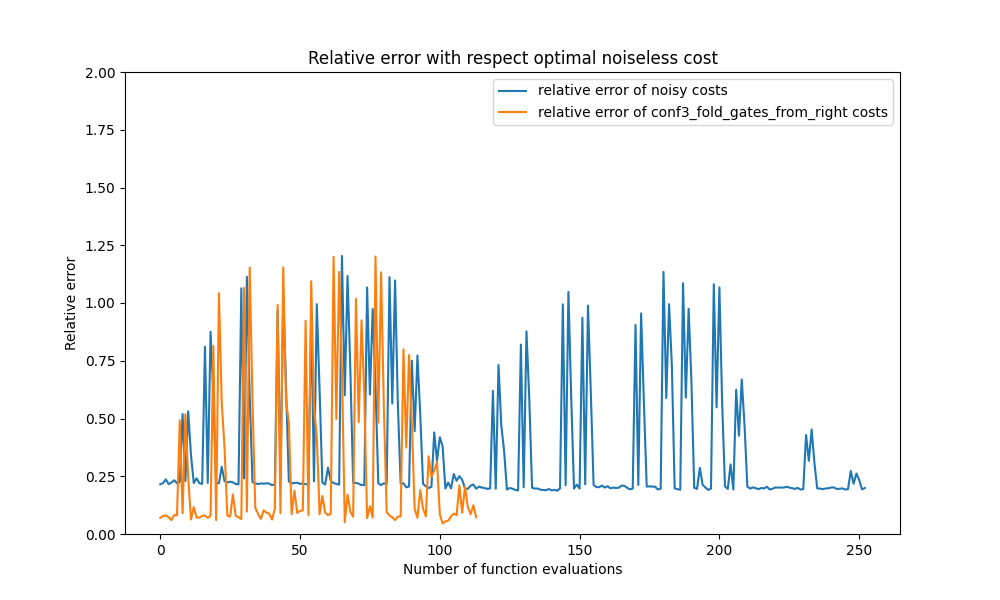 Relative error with respect optimal noiseless cost
relative error of noisy costs
relative error of conf3_fold_gates_from_right costs
2.00
1.75
1.50
1.25
1.00
0.75
0.50
0.25
0.00
Relative error
0 50 100 150 200 250
Number of function evaluations